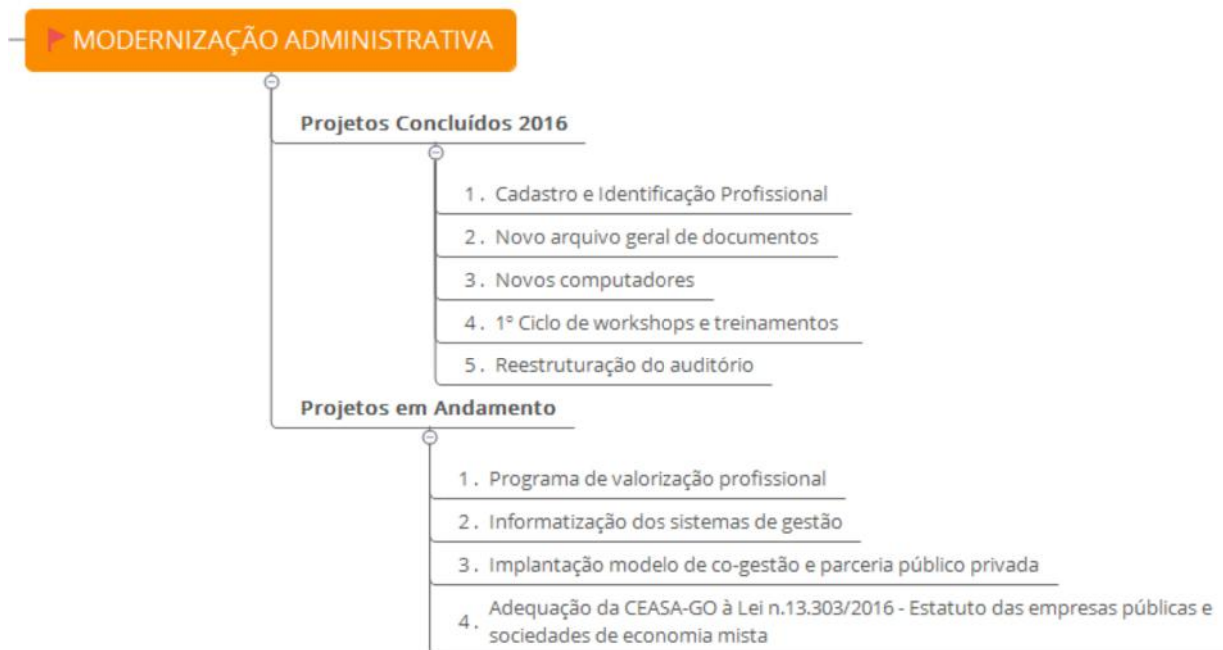 MODERNIZAÇÃO ADMINISTRATIVA
Projetos Concluídos 2016
1. Cadastro e Identificação Profissional
2. Novo arquivo geral de documentos
3. Novos computadores
4. 1º Ciclo de workshops e treinamentos
5. Reestruturação do auditório
Projetos em Andamento
1. Programa de valorização profissional
2. Informatização dos sistemas de gestão
3. Implantação modelo de co-gestão e parceria público privada
4. Adequação da CEASA-GO à Lei n.13.303/2016 - Estatuto das empresas públicas e
sociedades de economia mista